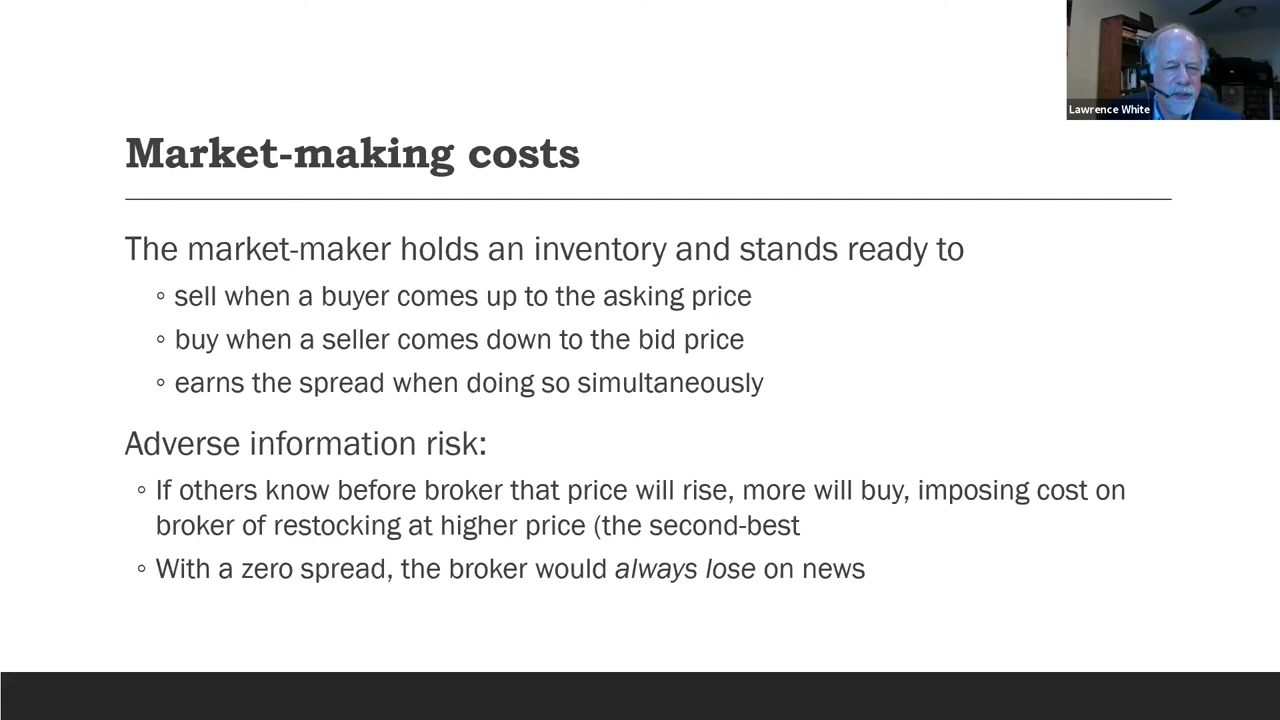 Lawrence White
Market-making costs
The market-maker holds an inventory and stands ready to
◦ sell when a buyer comes up to the asking price
◦ buy when a seller comes down to the bid price
◦ earns the spread when doing so simultaneously
Adverse information risk:
◦ If others know before broker that price will rise, more will buy, imposing cost on
broker of restocking at higher price (the second-best
◦ With a zero spread, the broker would always lose on news